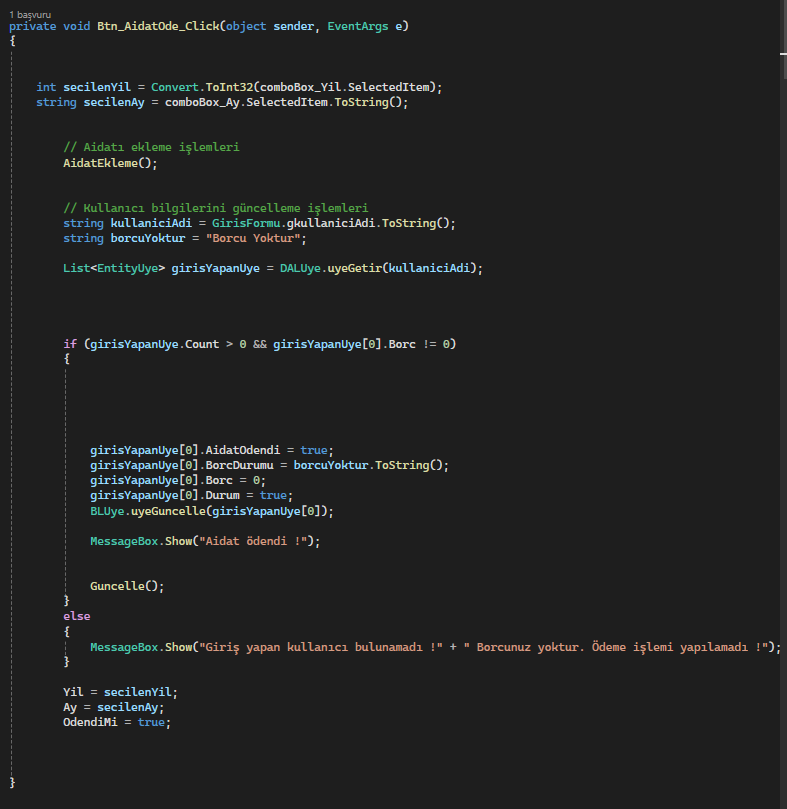 1 başvuru
private void Btn_AidatOde_Click(object sender, EventArgs e)
{
int secilenYil = Convert.ToInt32(comboBox_Yil.SelectedItem);
string secilenAy = comboBox_Ay.SelectedItem.ToString();
// Aidatı ekleme işlemleri
AidatEkleme();
// Kullanıcı bilgilerini güncelleme işlemleri
string kullaniciAdi = GirisFormu.gkullaniciAdi.ToString();
string borcuYoktur = "Borcu Yoktur";
List<EntityUye> girisYapanUye = DALUye.uyeGetir(kullaniciAdi);
if (girisYapanUye.Count > 0 && girisYapanUye[0].Borc != 0)
{
girisYapanUye[0].AidatOdendi = true;
girisYapanUye[0].BorcDurumu = borcuYoktur.ToString();
girisYapanUye[0].Borc = 0;
girisYapanUye[0].Durum = true;
BLUye.uyeGuncelle(girisYapanUye[0]);
MessageBox.Show("Aidat ödendi !");
Guncelle();
}
else
{
MessageBox.Show("Giriş yapan kullanıcı bulunamadı !" + " Borcunuz yoktur. Ödeme işlemi yapılamadı !");
}
Yil = secilenYil;
Ay = secilenAy;
OdendiMi = true;
}